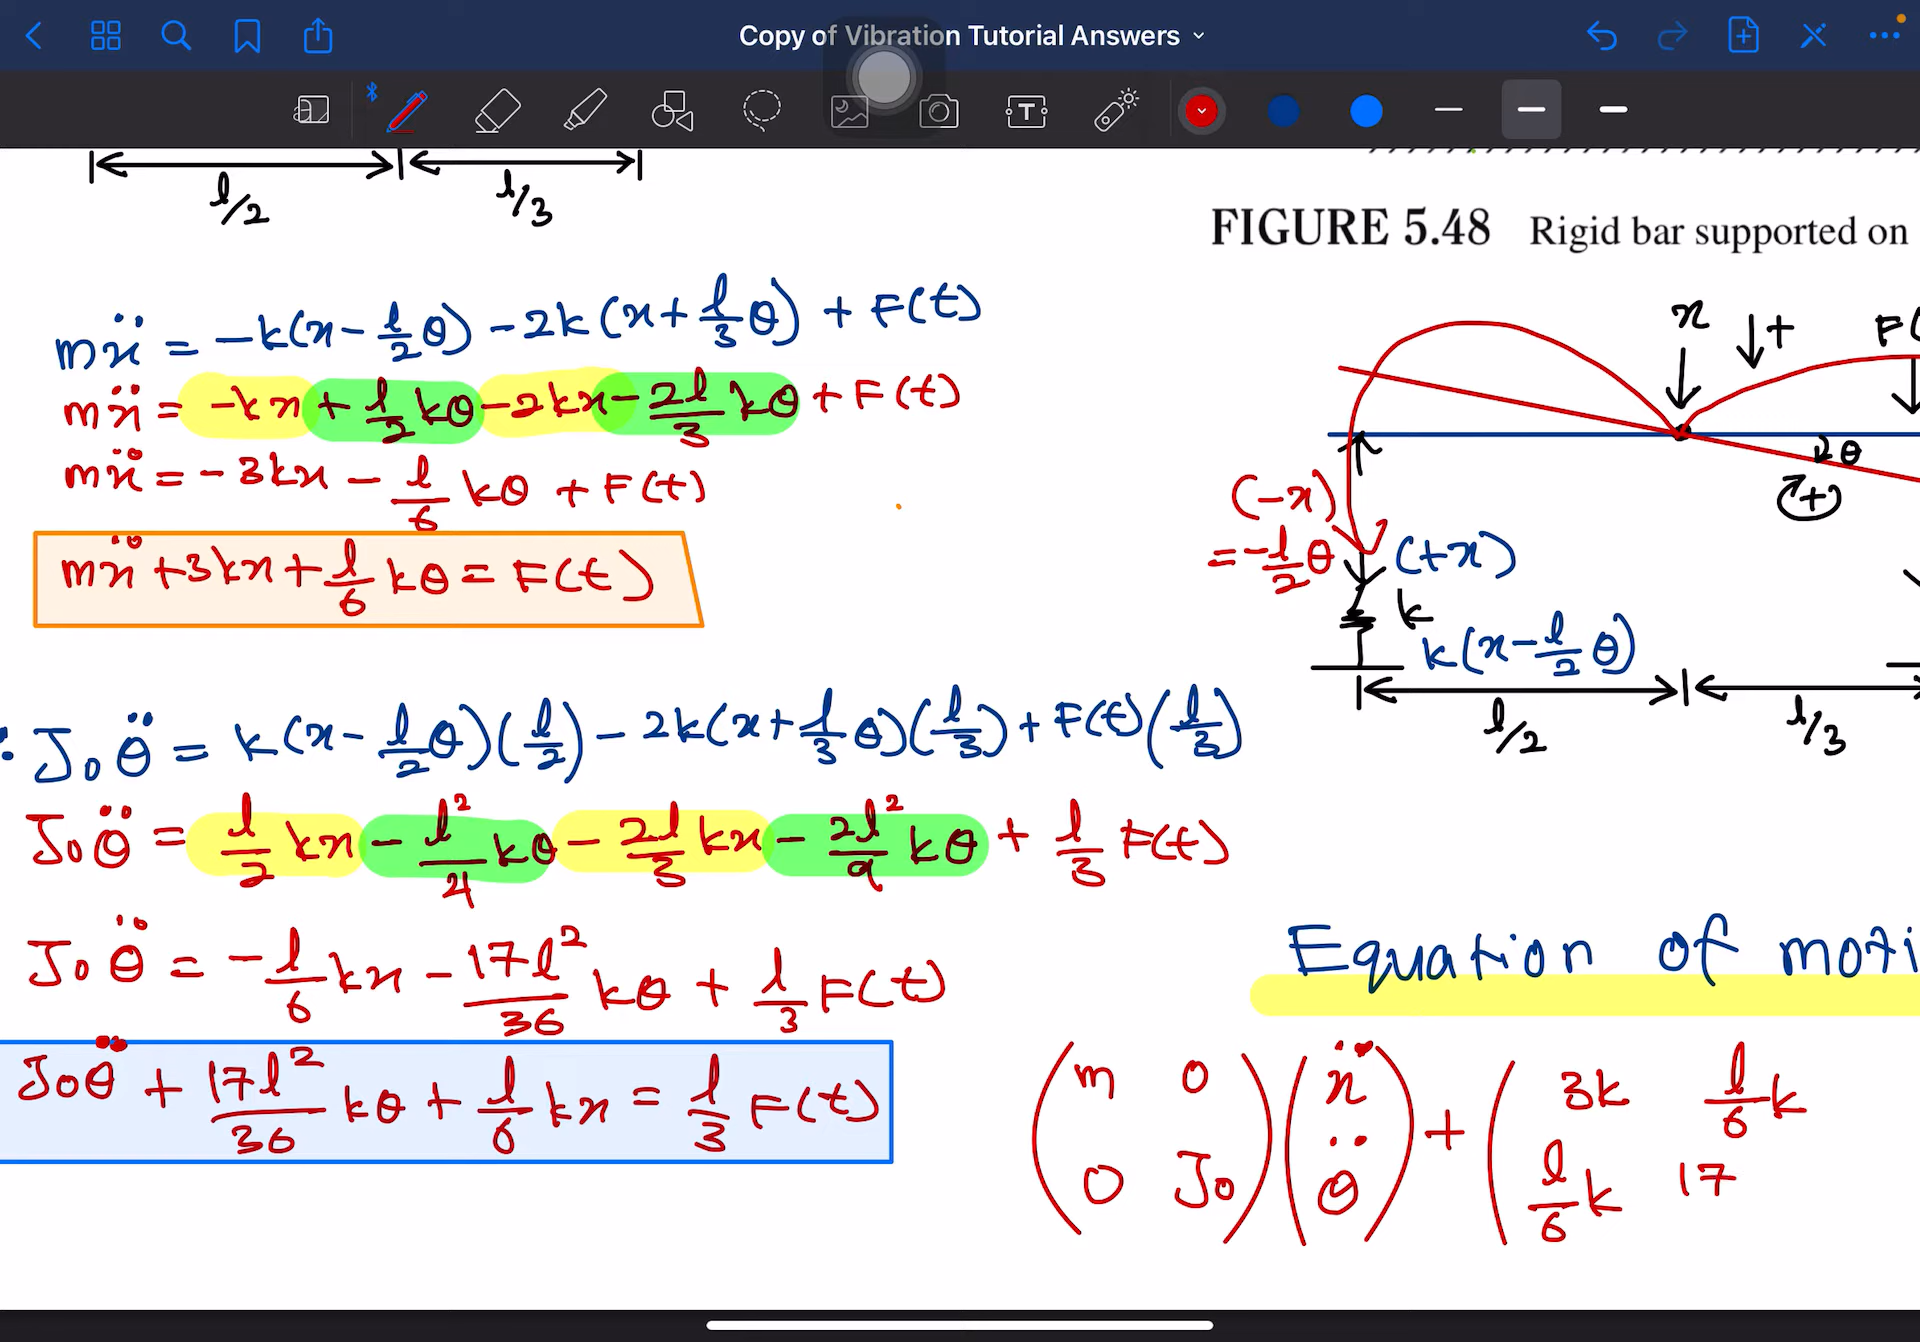 Copy of Vibration Tutorial Answers
T
l/2
l/3
FIGURE 5.48 Rigid bar supported on
mẍ = -k(x - l/2 θ) - 2k(x + l/3 θ) + F(t)
mẍ = -kx + l/2 kθ - 2kx - 2l/3 kθ + F(t)
mẍ = -3kx - l/6 kθ + F(t)
mẍ + 3kx + l/6 kθ = F(t)
x
+
F(
θ
(+)
(-x)
= -l/2 θ
(+x)
k
k(x - l/2 θ)
l/2
l/3
: J₀θ̈ = k(x - l/2 θ)(l/2) - 2k(x + l/3 θ)(l/3) + F(t)(l/3)
J₀θ̈ = l/2 kx - l²/4 kθ - 2l/3 kx - 2l²/9 kθ + l/3 F(t)
J₀θ̈ = -l/6 kx - 17l²/36 kθ + l/3 F(t)
J₀θ̈ + 17l²/36 kθ + l/6 kx = l/3 F(t)
Equation of moti
(m 0) (ẍ) + (3k l/6 k
(0 J₀) (θ̈) (l/6 k 17